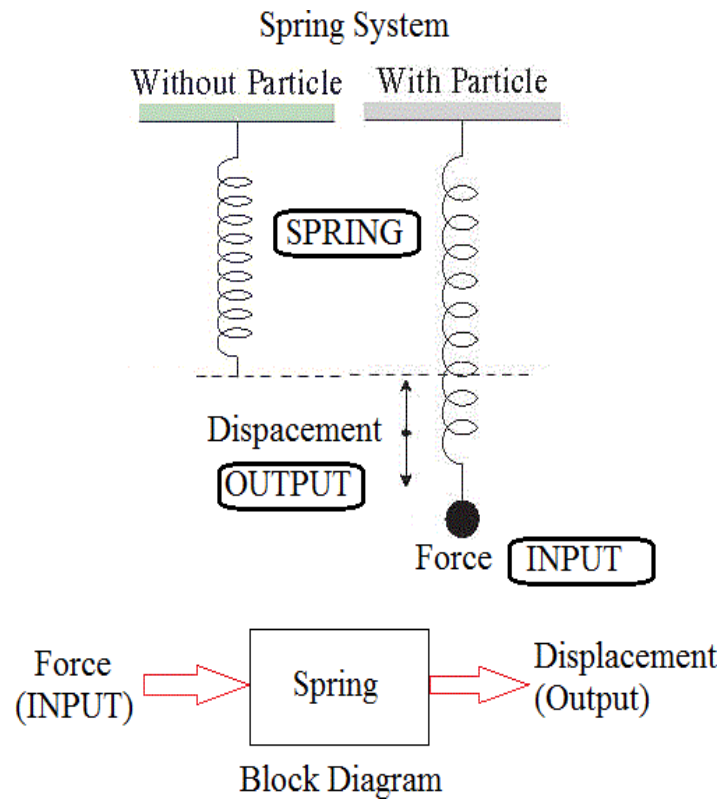 Spring System
Without Particle
With Particle
SPRING
Dispacement
OUTPUT
Force
INPUT
Force
(INPUT)
Spring
Displacement
(Output)
Block Diagram